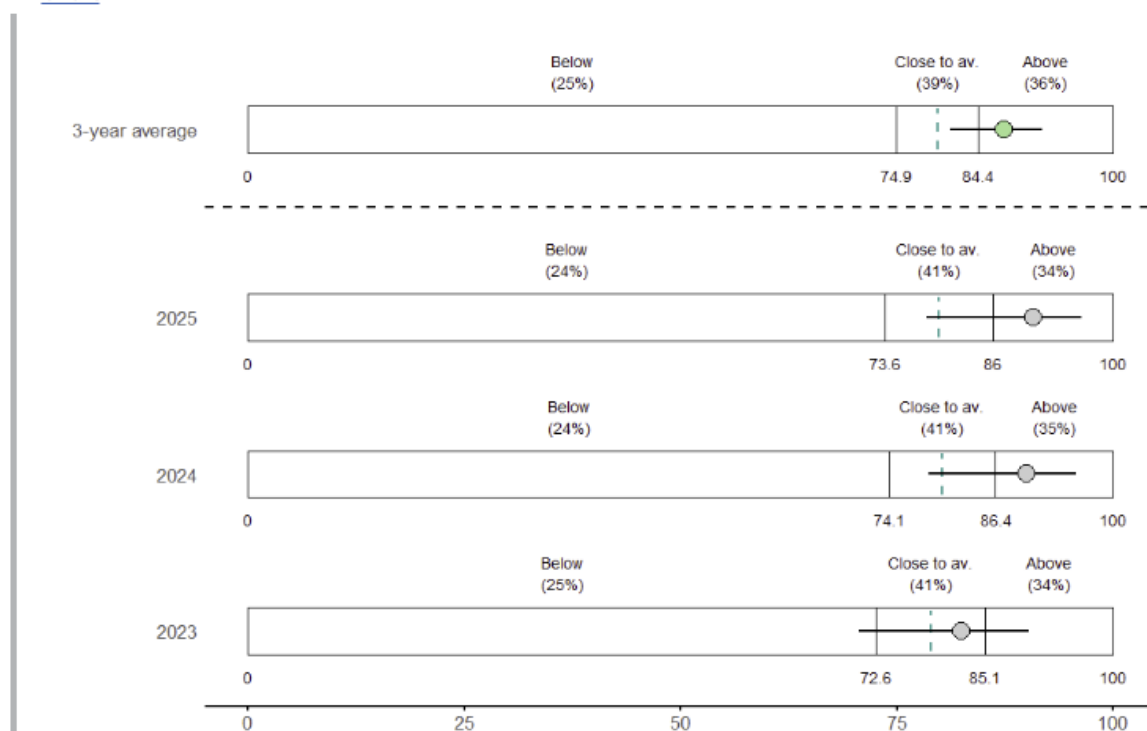 Below Close to av. Above
(25%) (39%) (36%)
3-year average
0 74.9 84.4 100
Below Close to av. Above
(24%) (41%) (34%)
2025
0 73.6 86 100
Below Close to av. Above
(24%) (41%) (35%)
2024
0 74.1 86.4 100
Below Close to av. Above
(25%) (41%) (34%)
2023
0 72.6 85.1 100
0 25 50 75 100